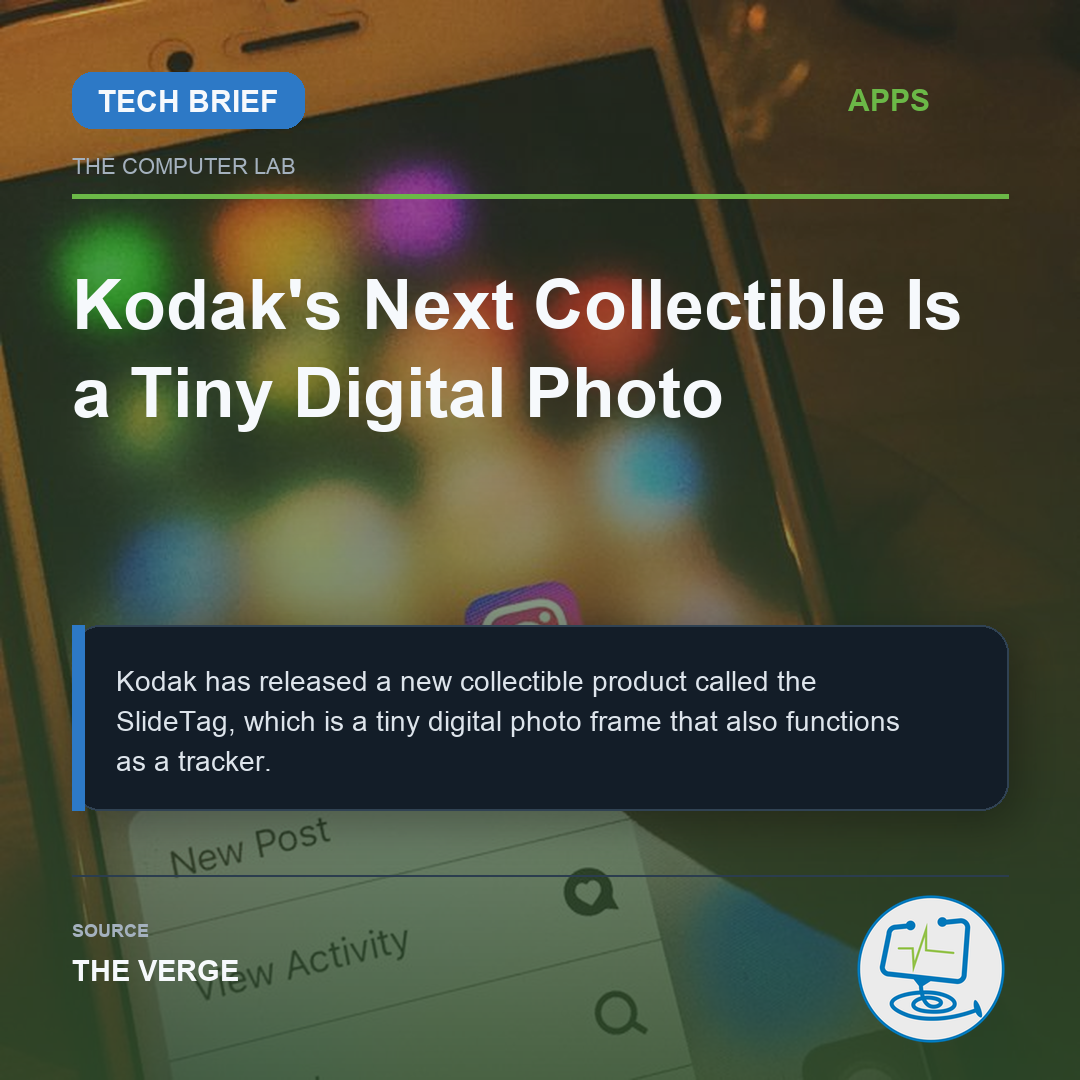 TECH BRIEF
APPS
THE COMPUTER LAB
Kodak's Next Collectible Is
a Tiny Digital Photo
Kodak has released a new collectible product called the
SlideTag, which is a tiny digital photo frame that also functions
as a tracker.
New Post
View Activity
SOURCE
THE VERGE